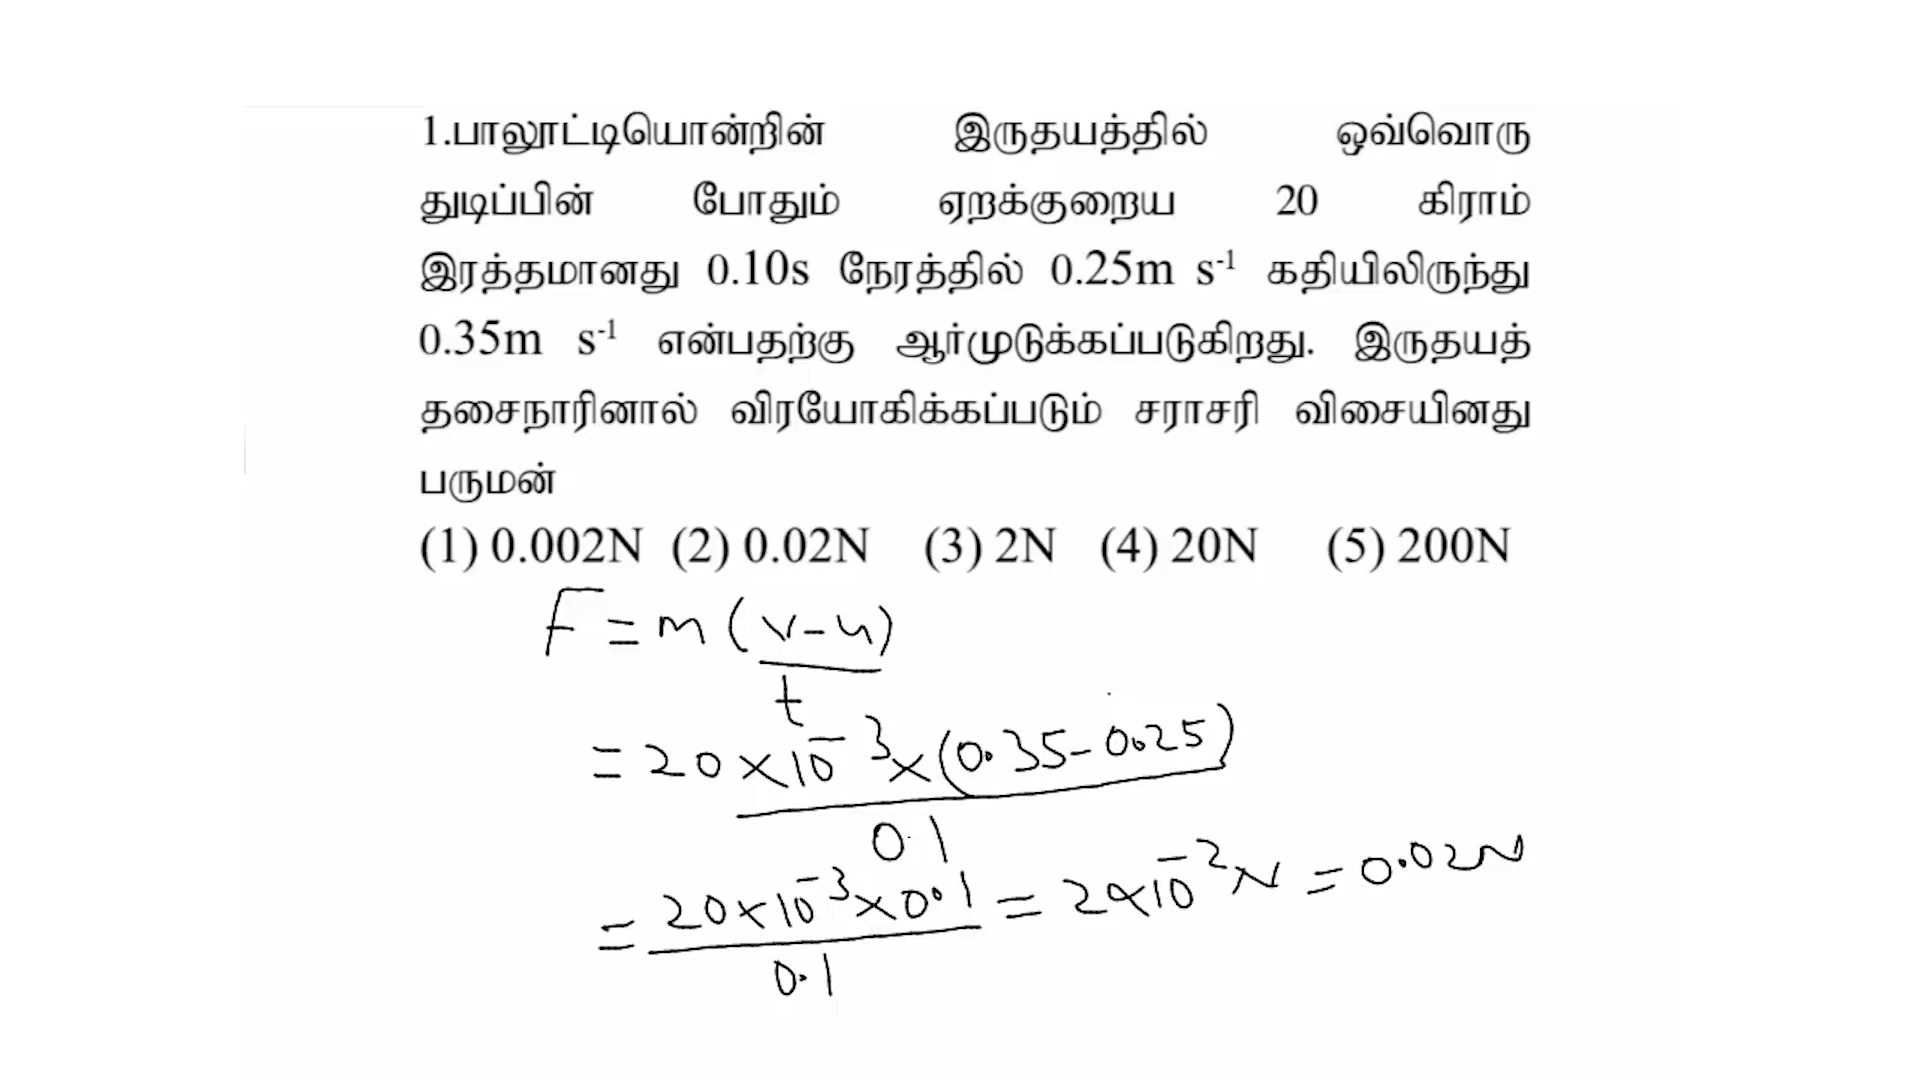 1.பாலூட்டியொன்றின் இருதயத்தில் ஒவ்வொரு
துடிப்பின் போதும் ஏறக்குறைய 20 கிராம்
இரத்தமானது 0.10s நேரத்தில் 0.25m s⁻¹ கதியிலிருந்து
0.35m s⁻¹ என்பதற்கு ஆர்முடுக்கப்படுகிறது. இருதயத்
தசைநாரினால் விரயோகிக்கப்படும் சராசரி விசையினது
பருமன்
(1) 0.002N (2) 0.02N (3) 2N (4) 20N (5) 200N
F = m (v-u)
t
= 20 × 10⁻³ × (0.35-0.25)
0.1
= 20 × 10⁻³ × 0.1 = 2 × 10⁻² N = 0.02N
0.1